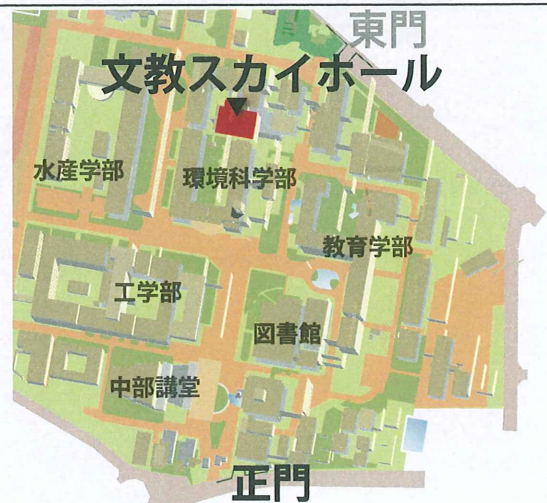 東門
文教スカイホール
水産学部
環境科学部
教育学部
工学部
図書館
中部講堂
正門